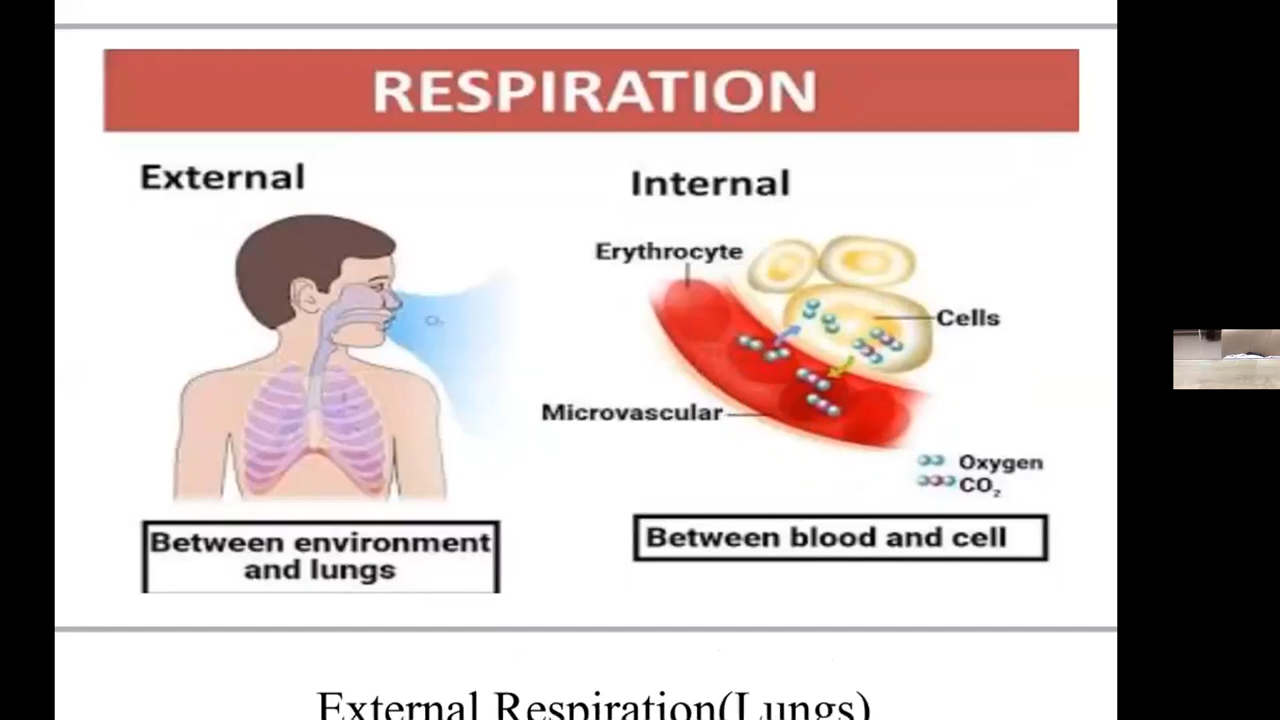 RESPIRATION
External
Internal
Erythrocyte
Cells
Microvascular
Oxygen
CO₂
Between environment
and lungs
Between blood and cell
External Respiration(Lungs)